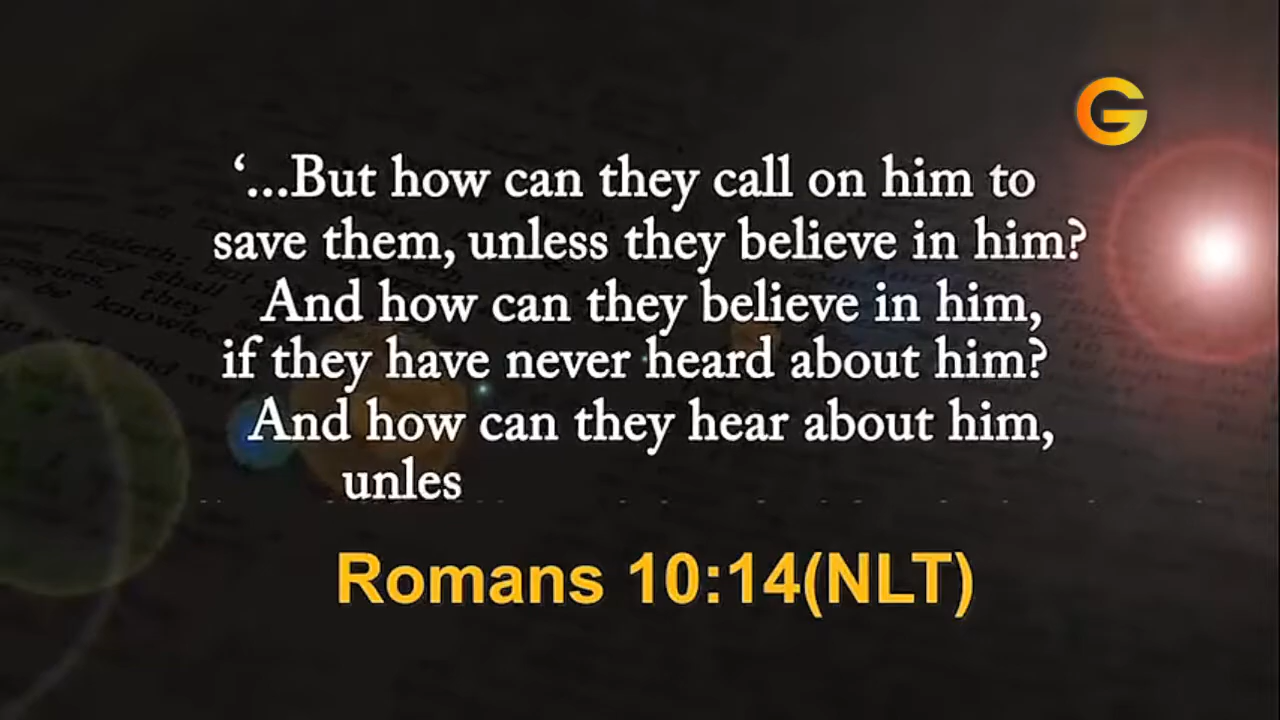 G
‘...But how can they call on him to
save them, unless they believe in him?
And how can they believe in him,
if they have never heard about him?
And how can they hear about him,
unles
Romans 10:14(NLT)